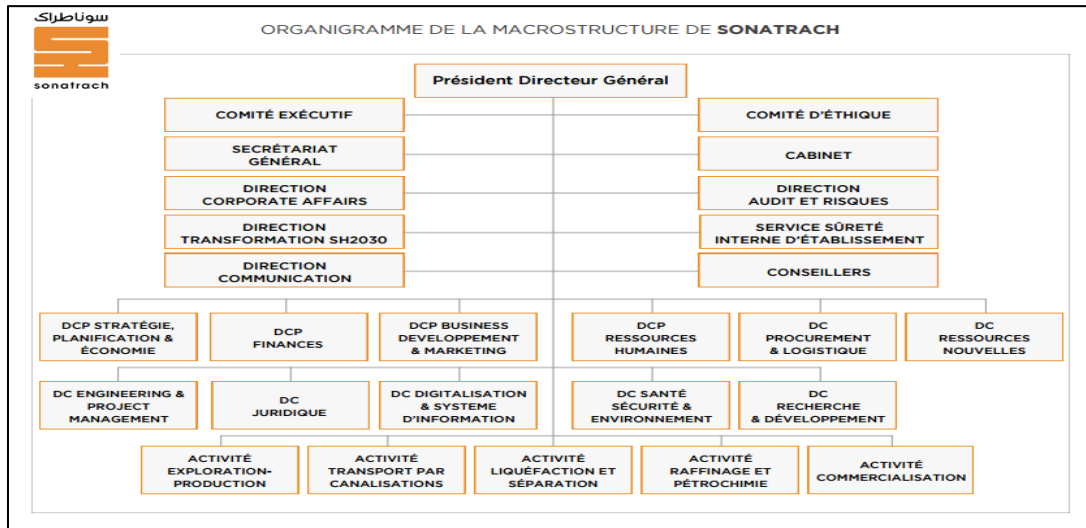 سوناطراك
sonatrach
ORGANIGRAMME DE LA MACROSTRUCTURE DE SONATRACH
Président Directeur Général
COMITÉ EXÉCUTIF
COMITÉ D'ÉTHIQUE
SECRÉTARIAT
GÉNÉRAL
CABINET
DIRECTION
CORPORATE AFFAIRS
DIRECTION
AUDIT ET RISQUES
DIRECTION
TRANSFORMATION SH2030
SERVICE SÛRETÉ
INTERNE D'ÉTABLISSEMENT
DIRECTION
COMMUNICATION
CONSEILLERS
DCP STRATÉGIE,
PLANIFICATION &
ÉCONOMIE
DCP
FINANCES
DCP BUSINESS
DEVELOPPEMENT
& MARKETING
DCP
RESSOURCES
HUMAINES
DC
PROCUREMENT
& LOGISTIQUE
DC
RESSOURCES
NOUVELLES
DC ENGINEERING &
PROJECT
MANAGEMENT
DC
JURIDIQUE
DC DIGITALISATION
& SYSTEME
D'INFORMATION
DC SANTÉ
SÉCURITÉ &
ENVIRONNEMENT
DC
RECHERCHE
& DÉVELOPPEMENT
ACTIVITÉ
EXPLORATION-
PRODUCTION
ACTIVITÉ
TRANSPORT PAR
CANALISATIONS
ACTIVITÉ
LIQUÉFACTION ET
SÉPARATION
ACTIVITÉ
RAFFINAGE ET
PÉTROCHIMIE
ACTIVITÉ
COMMERCIALISATION